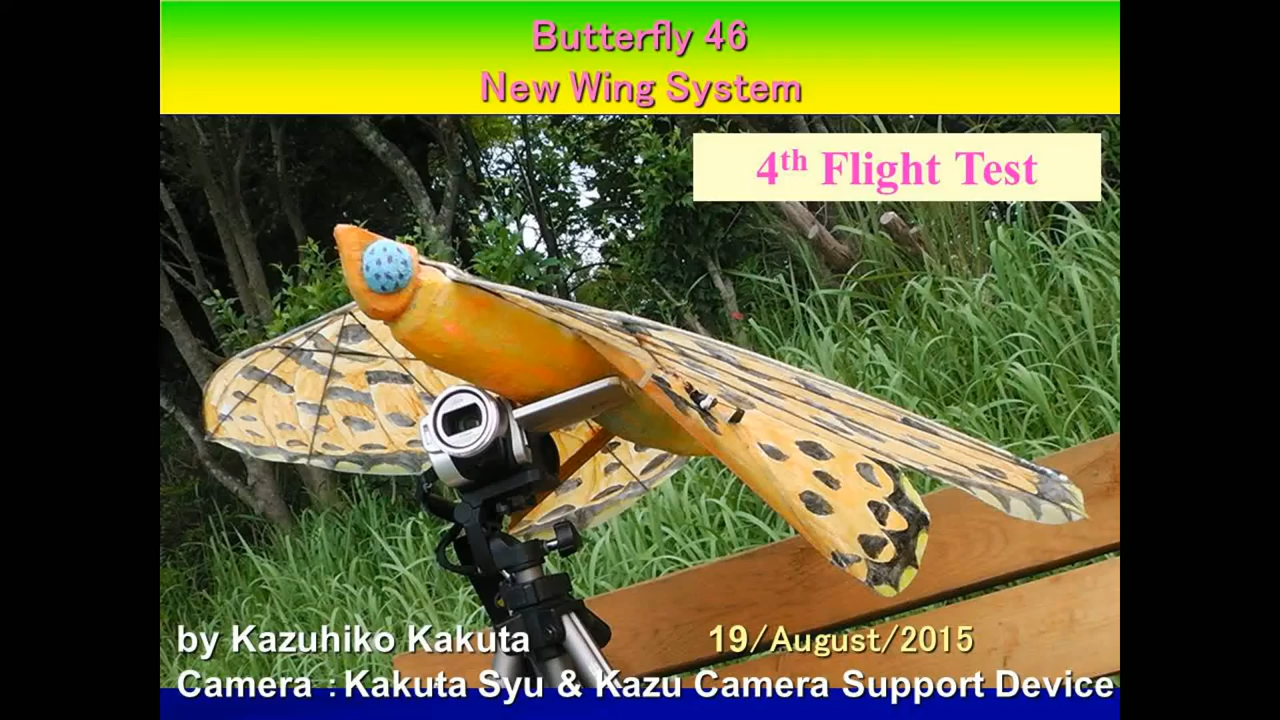 Butterfly 46
New Wing System
4th Flight Test
by Kazuhiko Kakuta
19/August/2015
Camera : Kakuta Syu & Kazu Camera Support Device